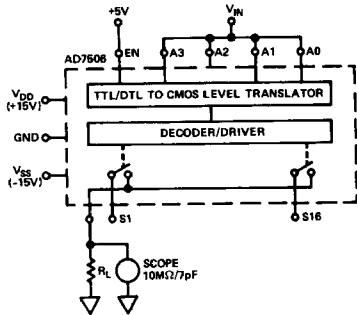 +5V
VIN
AD7506
EN
A3
A2
A1
A0
VDD
(+15V)
TTL/DTL TO CMOS LEVEL TRANSLATOR
GND
DECODER/DRIVER
VSS
(-15V)
S1
S16
RL
SCOPE
10MΩ/7pF